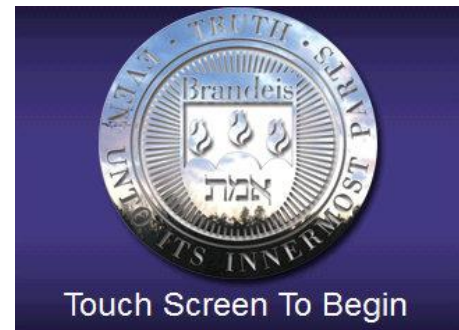 TRUTH • EVEN UNTO ITS INNERMOST PARTS •
Brandeis
אמת
Touch Screen To Begin